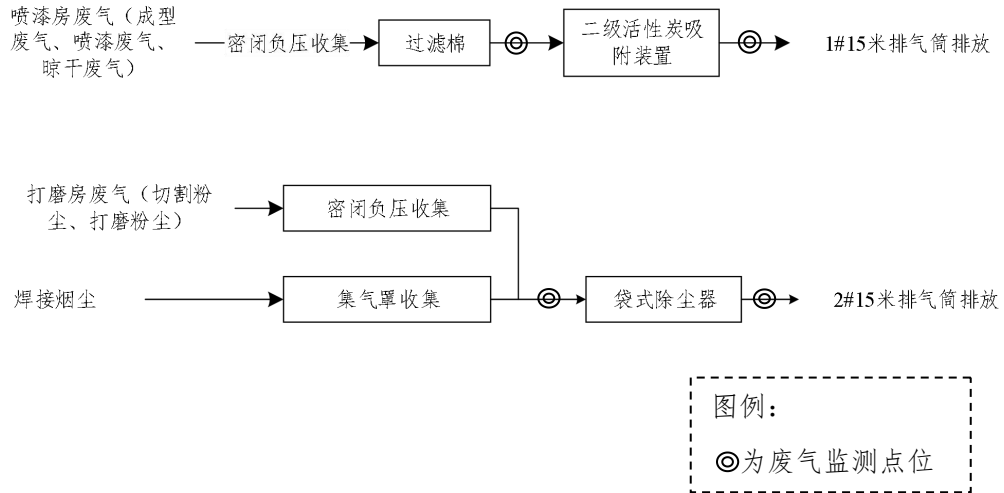 喷漆房废气（成型
废气、喷漆废气、
晾干废气）
密闭负压收集
过滤棉
二级活性炭吸
附装置
1#15米排气筒排放
打磨房废气（切割粉
尘、打磨粉尘）
密闭负压收集
焊接烟尘
集气罩收集
袋式除尘器
2#15米排气筒排放
图例：
为废气监测点位